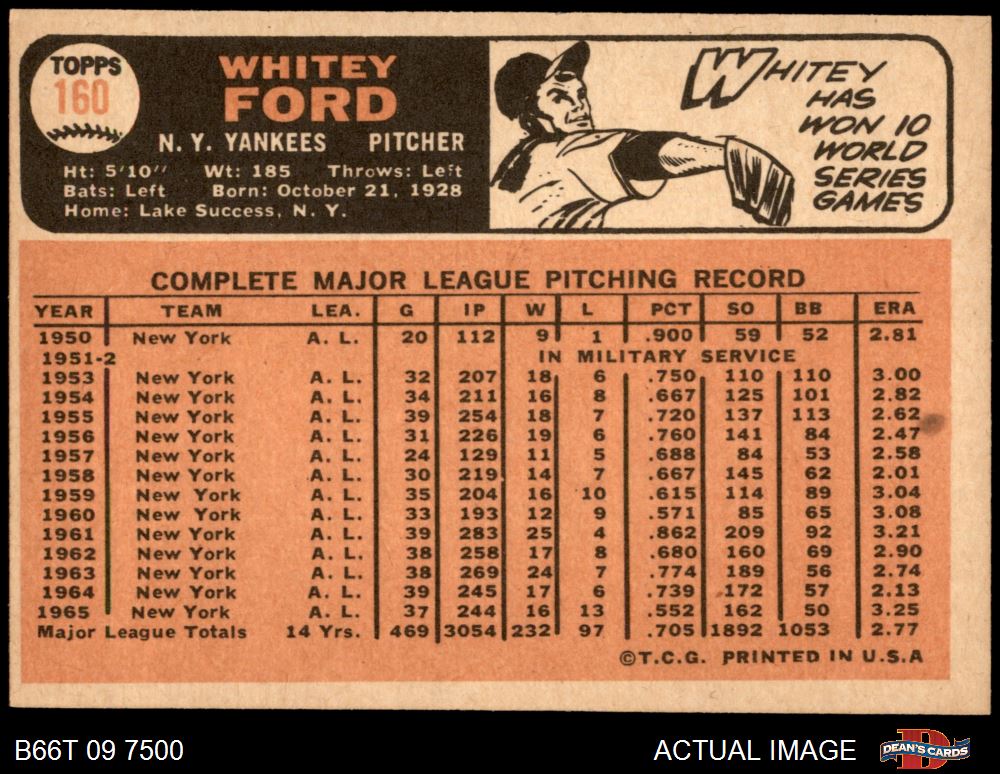 TOPPS
160
WHITEY
FORD
N. Y. YANKEES PITCHER
Ht: 5'10" Wt: 185 Throws: Left
Bats: Left Born: October 21, 1928
Home: Lake Success, N. Y.
WHITEY
HAS
WON 10
WORLD
SERIES
GAMES
COMPLETE MAJOR LEAGUE PITCHING RECORD
YEAR TEAM LEA. G IP W L PCT SO BB ERA
1950 New York A. L. 20 112 9 1 .900 59 52 2.81
1951-2 IN MILITARY SERVICE
1953 New York A. L. 32 207 18 6 .750 110 110 3.00
1954 New York A. L. 34 211 16 8 .667 125 101 2.82
1955 New York A. L. 39 254 18 7 .720 137 113 2.62
1956 New York A. L. 31 226 19 6 .760 141 84 2.47
1957 New York A. L. 24 129 11 5 .688 84 53 2.58
1958 New York A. L. 30 219 14 7 .667 145 62 2.01
1959 New York A. L. 35 204 16 10 .615 114 89 3.04
1960 New York A. L. 33 193 12 9 .571 85 65 3.08
1961 New York A. L. 39 283 25 4 .862 209 92 3.21
1962 New York A. L. 38 258 17 8 .680 160 69 2.90
1963 New York A. L. 38 269 24 7 .774 189 56 2.74
1964 New York A. L. 39 245 17 6 .739 172 57 2.13
1965 New York A. L. 37 244 16 13 .552 162 50 3.25
Major League Totals 14 Yrs. 469 3054 232 97 .705 1892 1053 2.77
©T.C.G. PRINTED IN U.S.A
B66T 09 7500 ACTUAL IMAGE DEAN'S CARDS